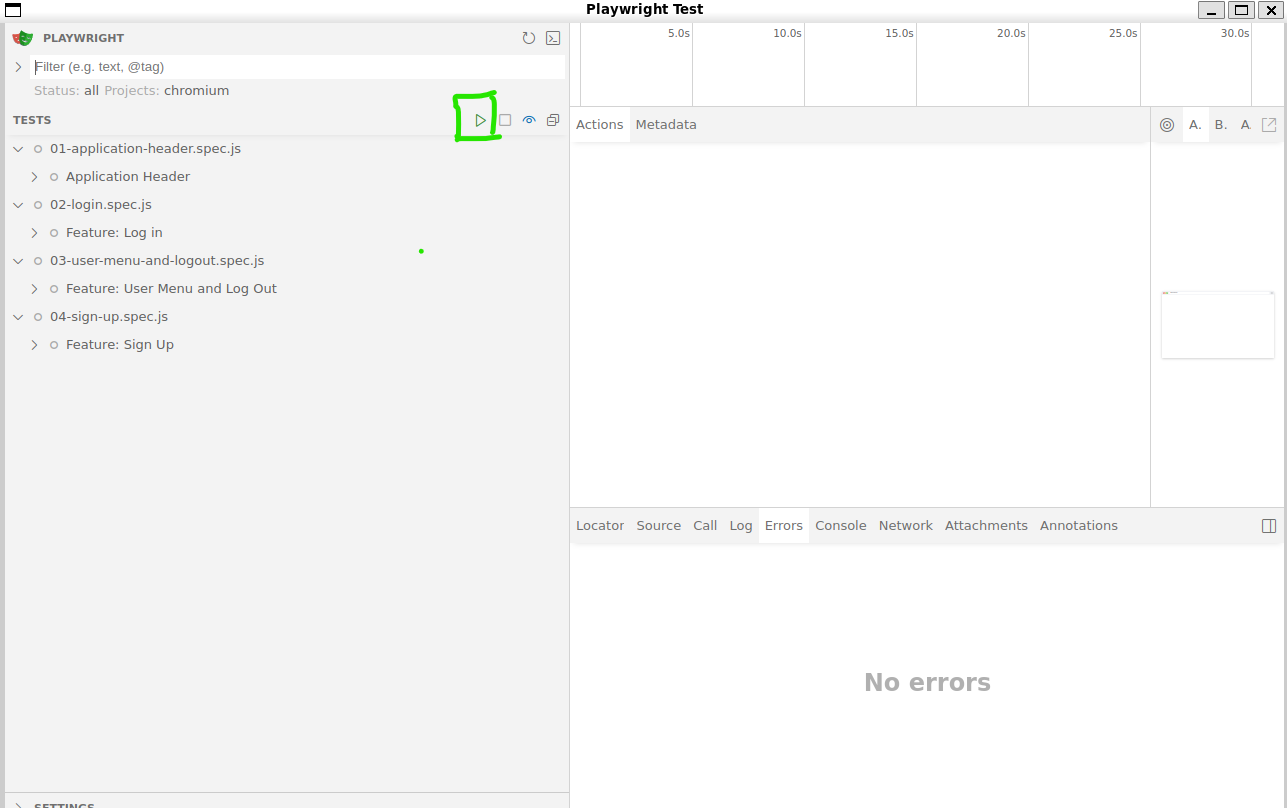 Playwright Test
PLAYWRIGHT
Filter (e.g. text, @tag)
Status: all Projects: chromium
TESTS
01-application-header.spec.js
Application Header
02-login.spec.js
Feature: Log in
03-user-menu-and-logout.spec.js
Feature: User Menu and Log Out
04-sign-up.spec.js
Feature: Sign Up
SETTINGS
5.0s 10.0s 15.0s 20.0s 25.0s 30.0s
Actions Metadata
A. B. A
Locator Source Call Log Errors Console Network Attachments Annotations
No errors